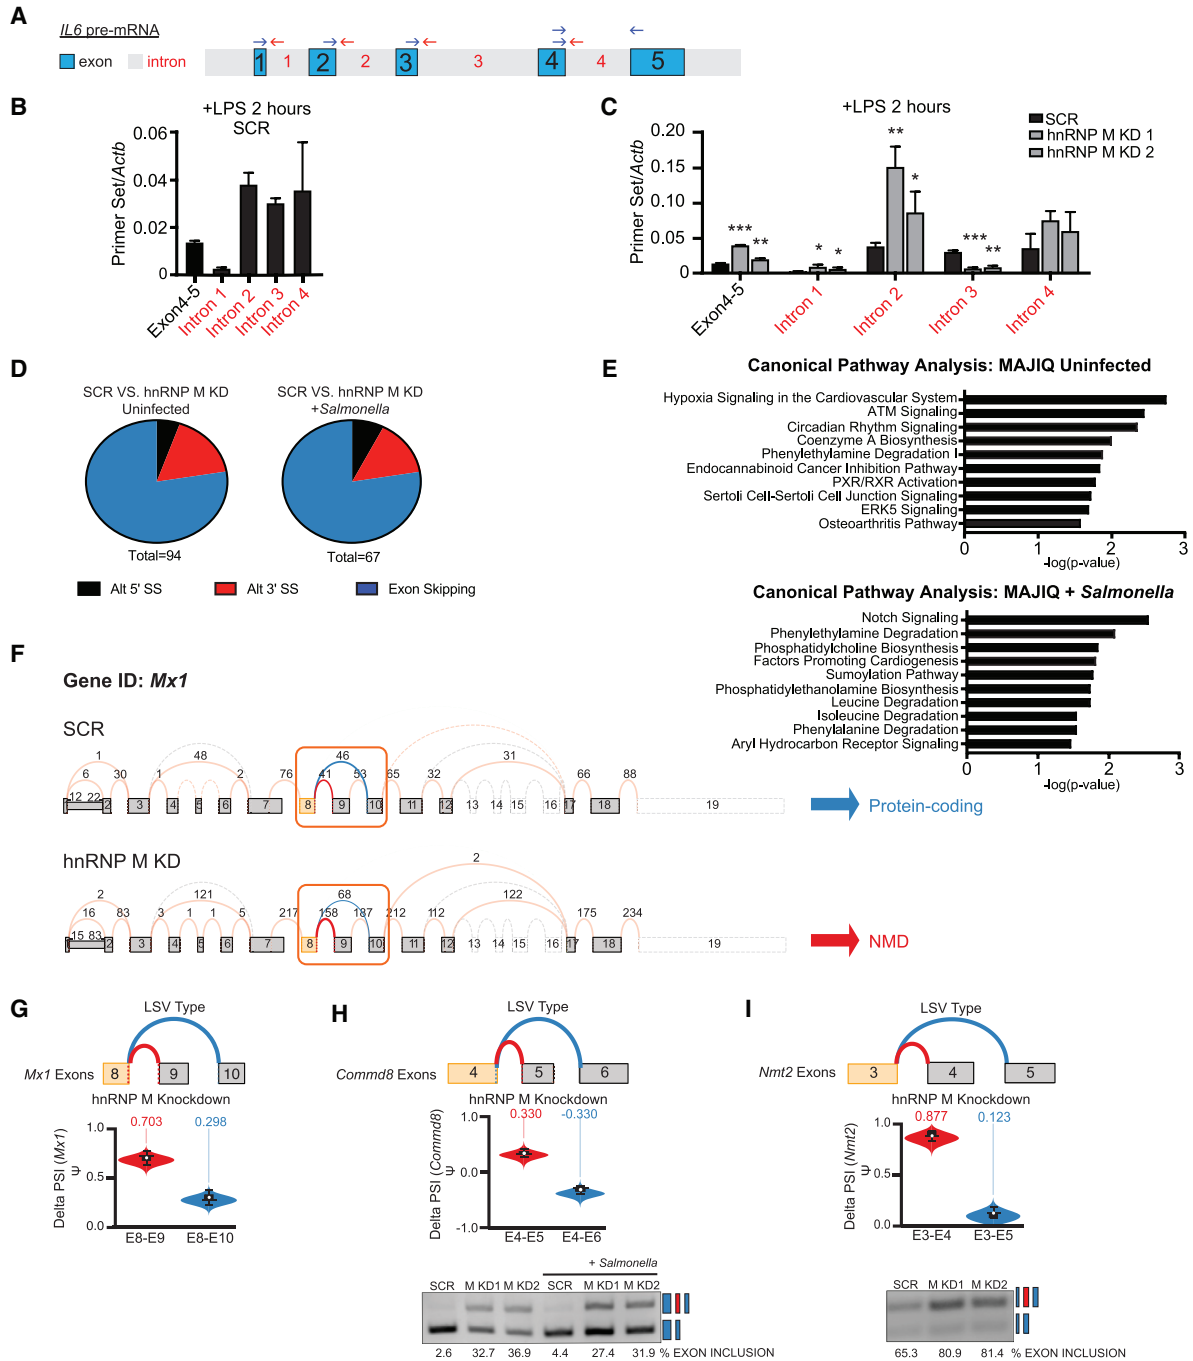 A
IL6 pre-mRNA
exon
intron
1
1
2
2
3
3
4
4
5
B
+LPS 2 hours
SCR
Primer Set/Actb
0.06
0.04
0.02
0
Exon4-5
Intron 1
Intron 2
Intron 3
Intron 4
C
+LPS 2 hours
SCR
hnRNP M KD 1
hnRNP M KD 2
Primer Set/Actb
0.20
0.15
0.10
0.05
0
***
**
*
*
**
*
***
**
Exon4-5
Intron 1
Intron 2
Intron 3
Intron 4
D
SCR VS. hnRNP M KD
Uninfected
Total=94
SCR VS. hnRNP M KD
+Salmonella
Total=67
Alt 5' SS
Alt 3' SS
Exon Skipping
E
Canonical Pathway Analysis: MAJIQ Uninfected
Hypoxia Signaling in the Cardiovascular System
ATM Signaling
Circadian Rhythm Signaling
Coenzyme A Biosynthesis
Phenylethylamine Degradation I
Endocannabinoid Cancer Inhibition Pathway
PXR/RXR Activation
Sertoli Cell-Sertoli Cell Junction Signaling
ERK5 Signaling
Osteoarthritis Pathway
0 1 2 3
-log(p-value)
Canonical Pathway Analysis: MAJIQ + Salmonella
Notch Signaling
Phenylethylamine Degradation
Phosphatidylcholine Biosynthesis
Factors Promoting Cardiogenesis
Sumoylation Pathway
Phosphatidylethanolamine Biosynthesis
Leucine Degradation
Isoleucine Degradation
Phenylalanine Degradation
Aryl Hydrocarbon Receptor Signaling
0 1 2 3
-log(p-value)
F
Gene ID: Mx1
SCR
1 48 46 31
6 30 1 2 76 41 53 65 32 66 88
12 22
2 3 4 5 6 7 8 9 10 11 12 13 14 15 16 17 18 19
Protein-coding
hnRNP M KD
2
2 121 68 122
16 83 3 1 1 5 217 158 187 212 112 175 234
15 83
2 3 4 5 6 7 8 9 10 11 12 13 14 15 16 17 18 19
NMD
G
LSV Type
Mx1 Exons
8 9 10
hnRNP M Knockdown
0.703 0.298
Delta PSI (Mx1)
Ψ
1.0
0.5
0.0
E8-E9 E8-E10
H
LSV Type
Commd8 Exons
4 5 6
hnRNP M Knockdown
0.330 -0.330
Delta PSI (Commd8)
Ψ
1.0
0.0
-1.0
E4-E5 E4-E6
+ Salmonella
SCR M KD1 M KD2 SCR M KD1 M KD2
2.6 32.7 36.9 4.4 27.4 31.9 % EXON INCLUSION
I
LSV Type
Nmt2 Exons
3 4 5
hnRNP M Knockdown
0.877 0.123
Delta PSI (Nmt2)
Ψ
1.0
0.5
0.0
E3-E4 E3-E5
SCR M KD1 M KD2
65.3 80.9 81.4 % EXON INCLUSION